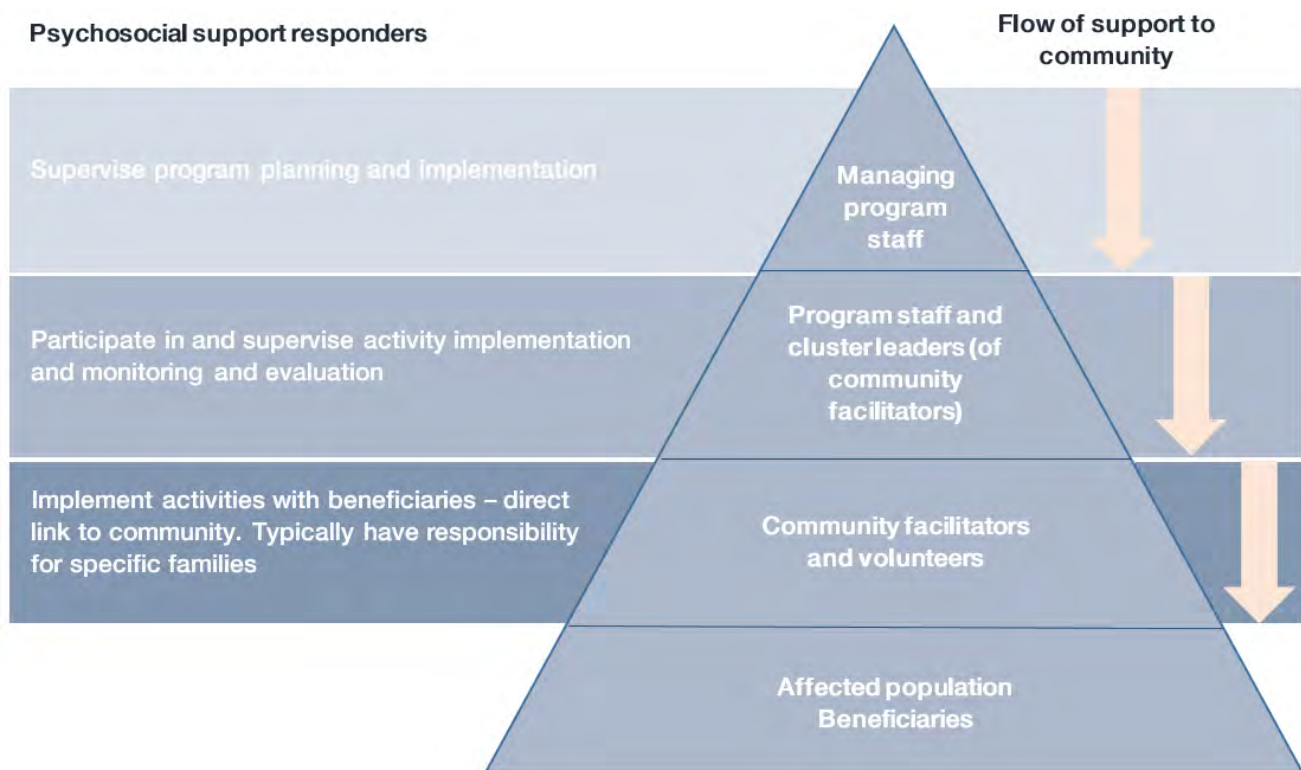 Psychosocial support responders
Flow of support to
community
Supervise program planning and implementation
Managing
program
staff
Participate in and supervise activity implementation
and monitoring and evaluation
Program staff and
cluster leaders (of
community
facilitators)
Implement activities with beneficiaries – direct
link to community. Typically have responsibility
for specific families
Community facilitators
and volunteers
Affected population
Beneficiaries